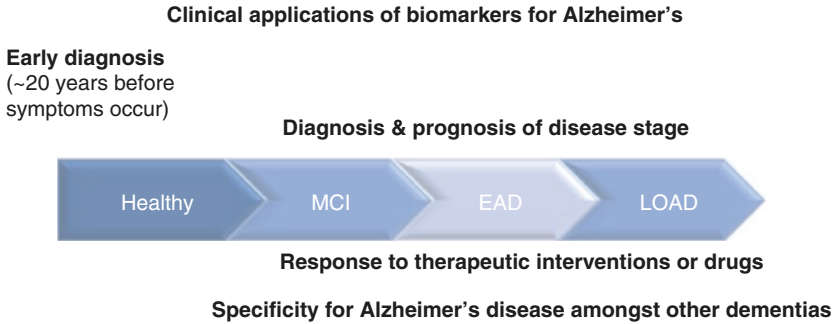 Clinical applications of biomarkers for Alzheimer's
Early diagnosis
(~20 years before
symptoms occur)
Diagnosis & prognosis of disease stage
Healthy
MCI
EAD
LOAD
Response to therapeutic interventions or drugs
Specificity for Alzheimer's disease amongst other dementias